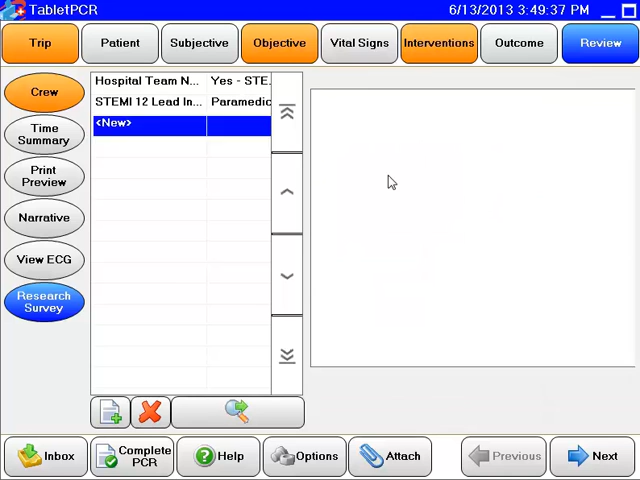 TabletPCR 6/13/2013 3:49:37 PM
Trip Patient Subjective Objective Vital Signs Interventions Outcome Review
Crew
Time
Summary
Print
Preview
Narrative
View ECG
Research
Survey
Hospital Team N... Yes - STE.
STEMI 12 Lead In... Paramedic
<New>
Inbox Complete PCR Help Options Attach Previous Next